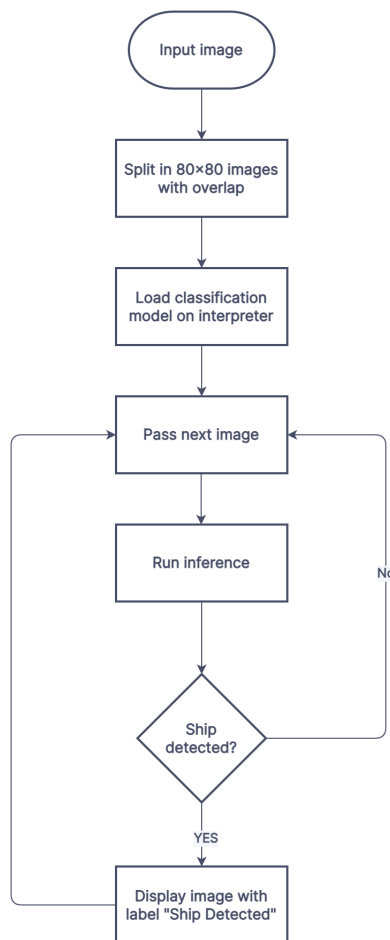 Input image
Split in 80×80 images
with overlap
Load classification
model on interpreter
Pass next image
Run inference
No
Ship
detected?
YES
Display image with
label "Ship Detected"